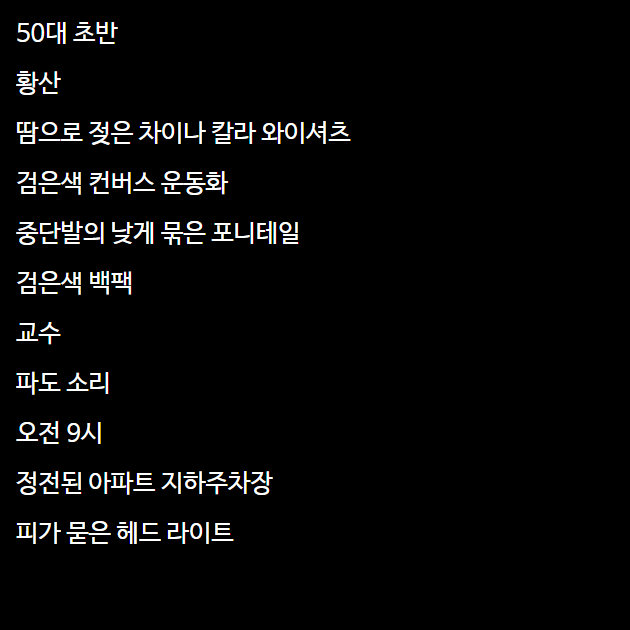 50대 초반
황산
땀으로 젖은 차이나 칼라 와이셔츠
검은색 컨버스 운동화
중단발의 낮게 묶은 포니테일
검은색 백팩
교수
파도 소리
오전 9시
정전된 아파트 지하주차장
피가 묻은 헤드 라이트